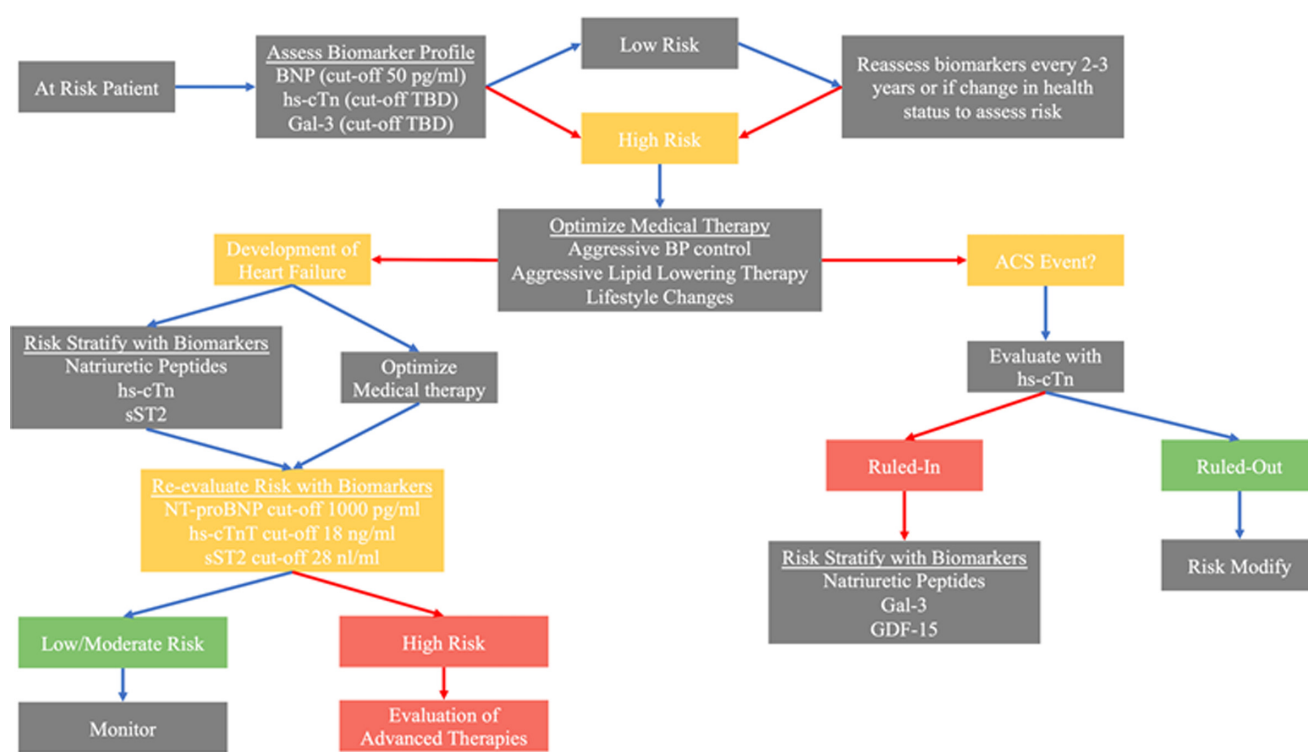 At Risk Patient
Assess Biomarker Profile
BNP (cut-off 50 pg/ml)
hs-cTn (cut-off TBD)
Gal-3 (cut-off TBD)
Low Risk
Reassess biomarkers every 2-3
years or if change in health
status to assess risk
High Risk
Optimize Medical Therapy
Aggressive BP control
Aggressive Lipid Lowering Therapy
Lifestyle Changes
Development of
Heart Failure
ACS Event?
Risk Stratify with Biomarkers
Natriuretic Peptides
hs-cTn
sST2
Optimize
Medical therapy
Evaluate with
hs-cTn
Re-evaluate Risk with Biomarkers
NT-proBNP cut-off 1000 pg/ml
hs-cTnT cut-off 18 ng/ml
sST2 cut-off 28 nl/ml
Ruled-In
Ruled-Out
Risk Stratify with Biomarkers
Natriuretic Peptides
Gal-3
GDF-15
Risk Modify
Low/Moderate Risk
High Risk
Monitor
Evaluation of
Advanced Therapies